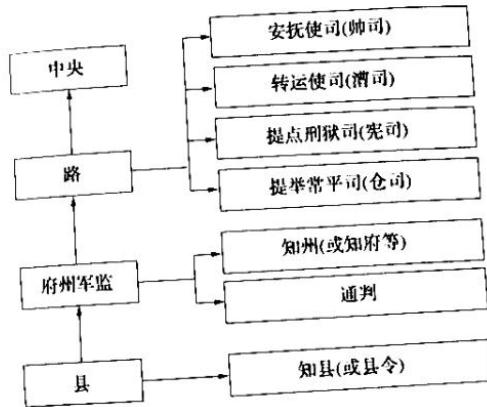 中央
安抚使司(帅司)
转运使司(漕司)
提点刑狱司(宪司)
提举常平司(仓司)
路
知州(或知府等)
通判
府州军监
知县(或县令)
县